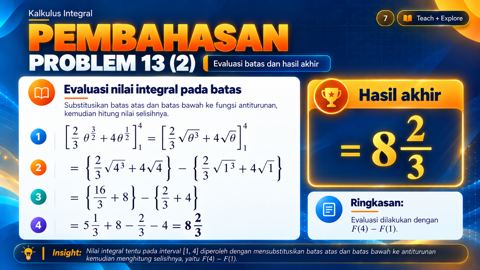 Kalkulus Integral
7
Teach + Explore
PEMBAHASAN
PROBLEM 13 (2)
Evaluasi batas dan hasil akhir
Evaluasi nilai integral pada batas
Substitusikan batas atas dan batas bawah ke fungsi antiturunan,
kemudian hitung nilai selisihnya.
1 [2/3 θ^(3/2) + 4θ^(1/2)]₁⁴ = [2/3 √θ³ + 4√θ]₁⁴
2 = {2/3 √4³ + 4√4} − {2/3 √1³ + 4√1}
3 = {16/3 + 8} − {2/3 + 4}
4 = 5 1/3 + 8 − 2/3 − 4 = 8 2/3
Hasil akhir
= 8 2/3
Ringkasan:
Evaluasi dilakukan dengan
F(4) − F(1).
Insight: Nilai integral tentu pada interval [1, 4] diperoleh dengan mensubstitusikan batas atas dan batas bawah ke antiturunan
kemudian menghitung selisihnya, yaitu F(4) − F(1).